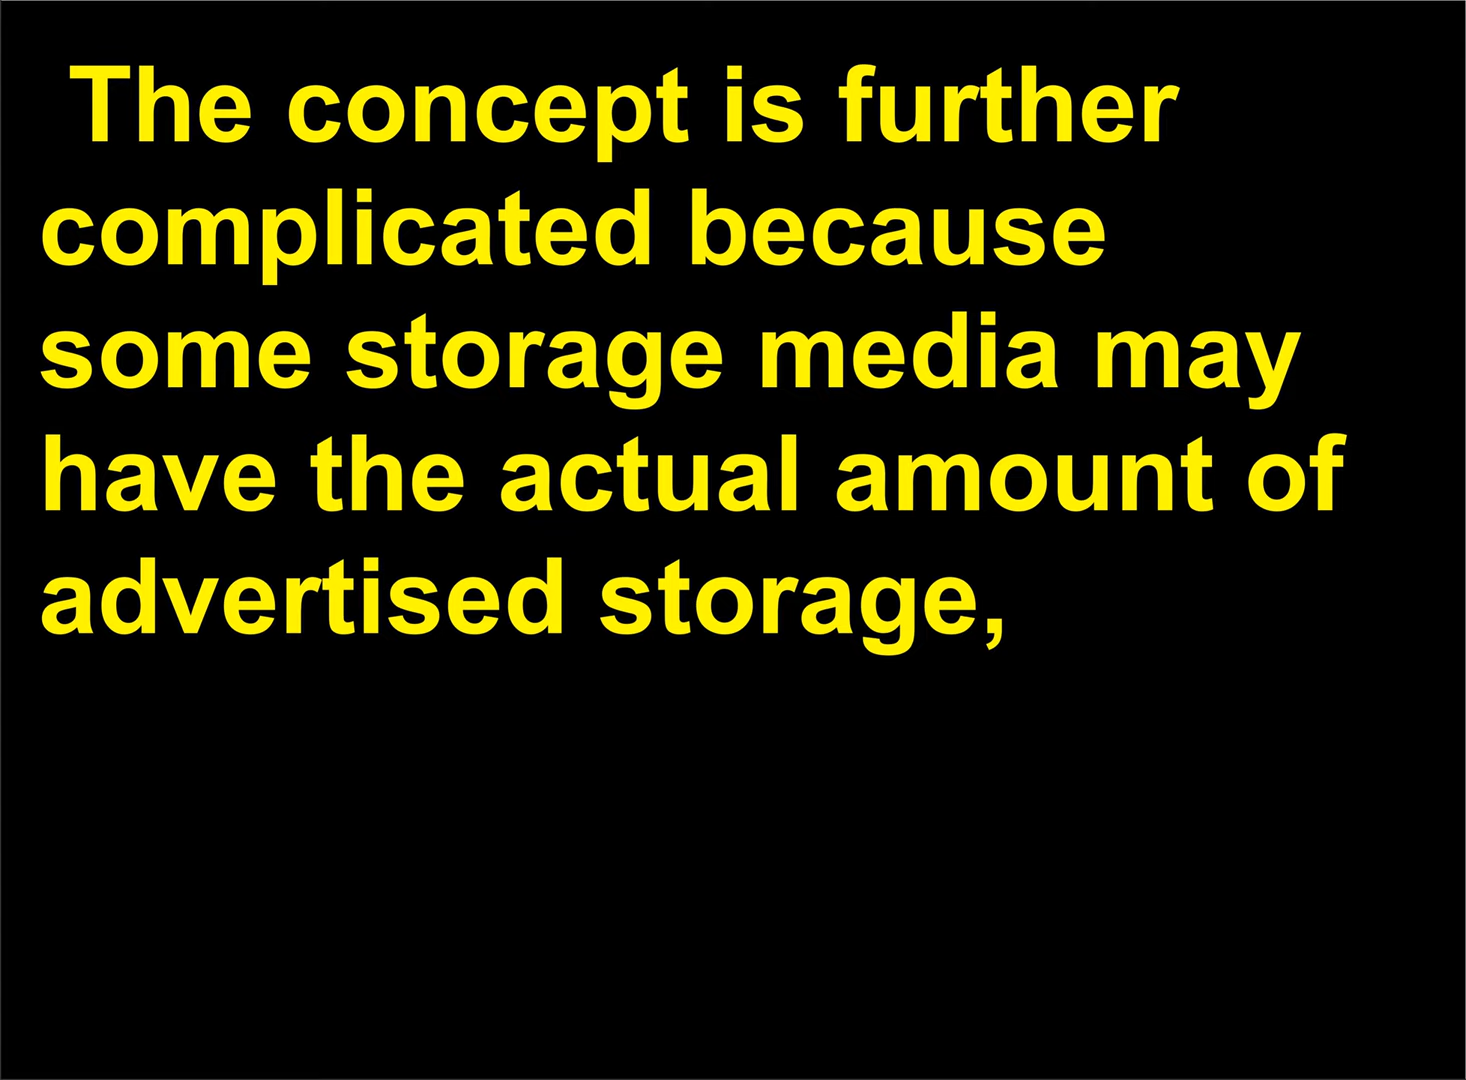 The concept is further
complicated because
some storage media may
have the actual amount of
advertised storage,